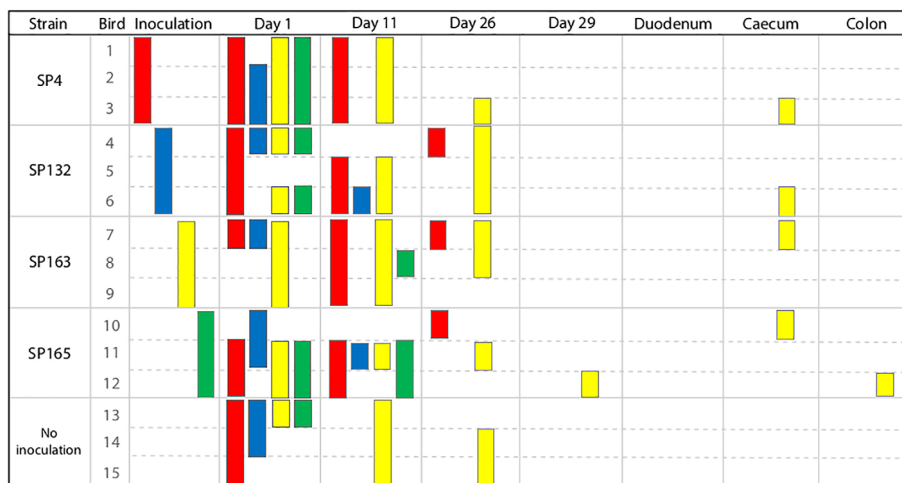 Strain Bird Inoculation Day 1 Day 11 Day 26 Day 29 Duodenum Caecum Colon
1
SP4 2
3
4
SP132 5
6
7
SP163 8
9
10
SP165 11
12
13
No inoculation 14
15